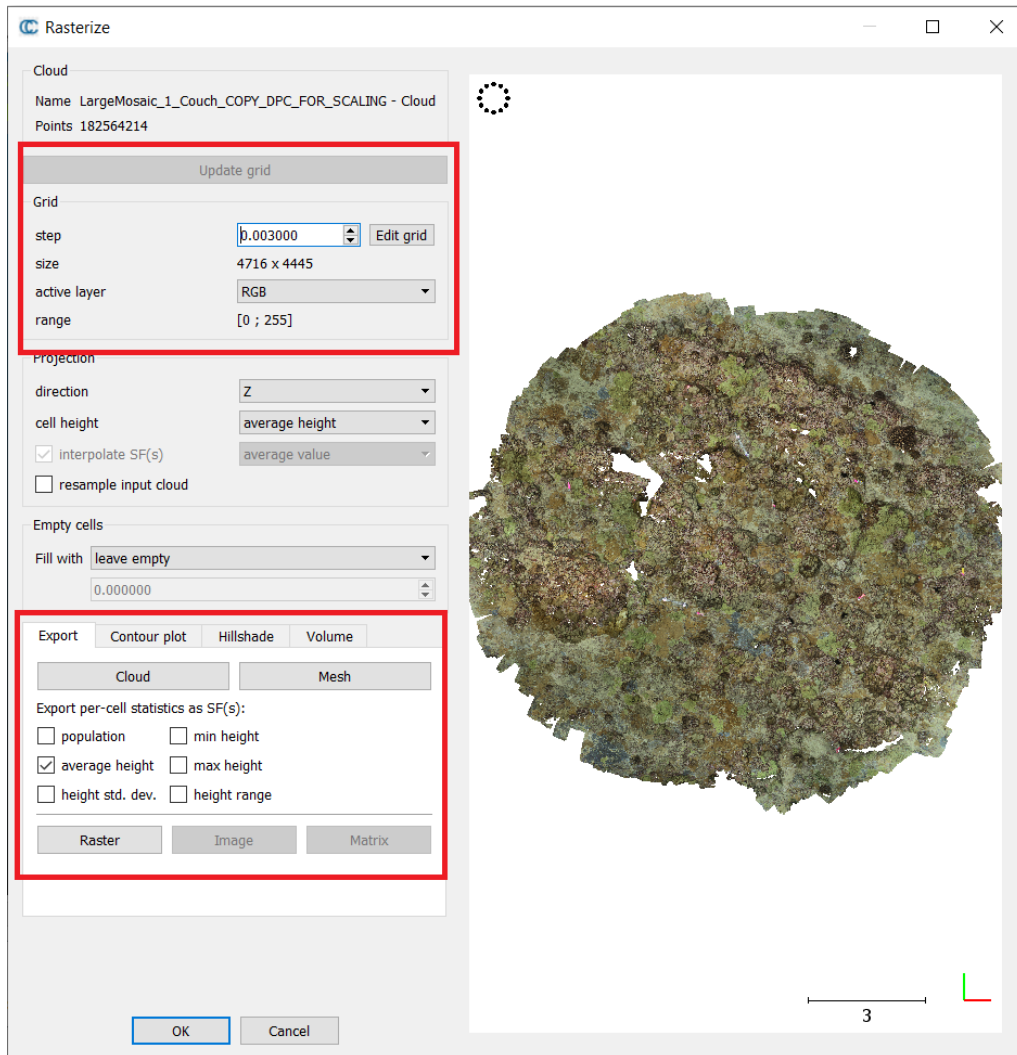 Rasterize
Cloud
Name LargeMosaic_1_Couch_COPY_DPC_FOR_SCALING - Cloud
Points 182564214
Update grid
Grid
step 0.003000 Edit grid
size 4716 x 4445
active layer RGB
range [0 ; 255]
Projection
direction Z
cell height average height
interpolate SF(s) average value
resample input cloud
Empty cells
Fill with leave empty
0.000000
Export Contour plot Hillshade Volume
Cloud Mesh
Export per-cell statistics as SF(s):
population min height
average height max height
height std. dev. height range
Raster Image Matrix
OK Cancel
3